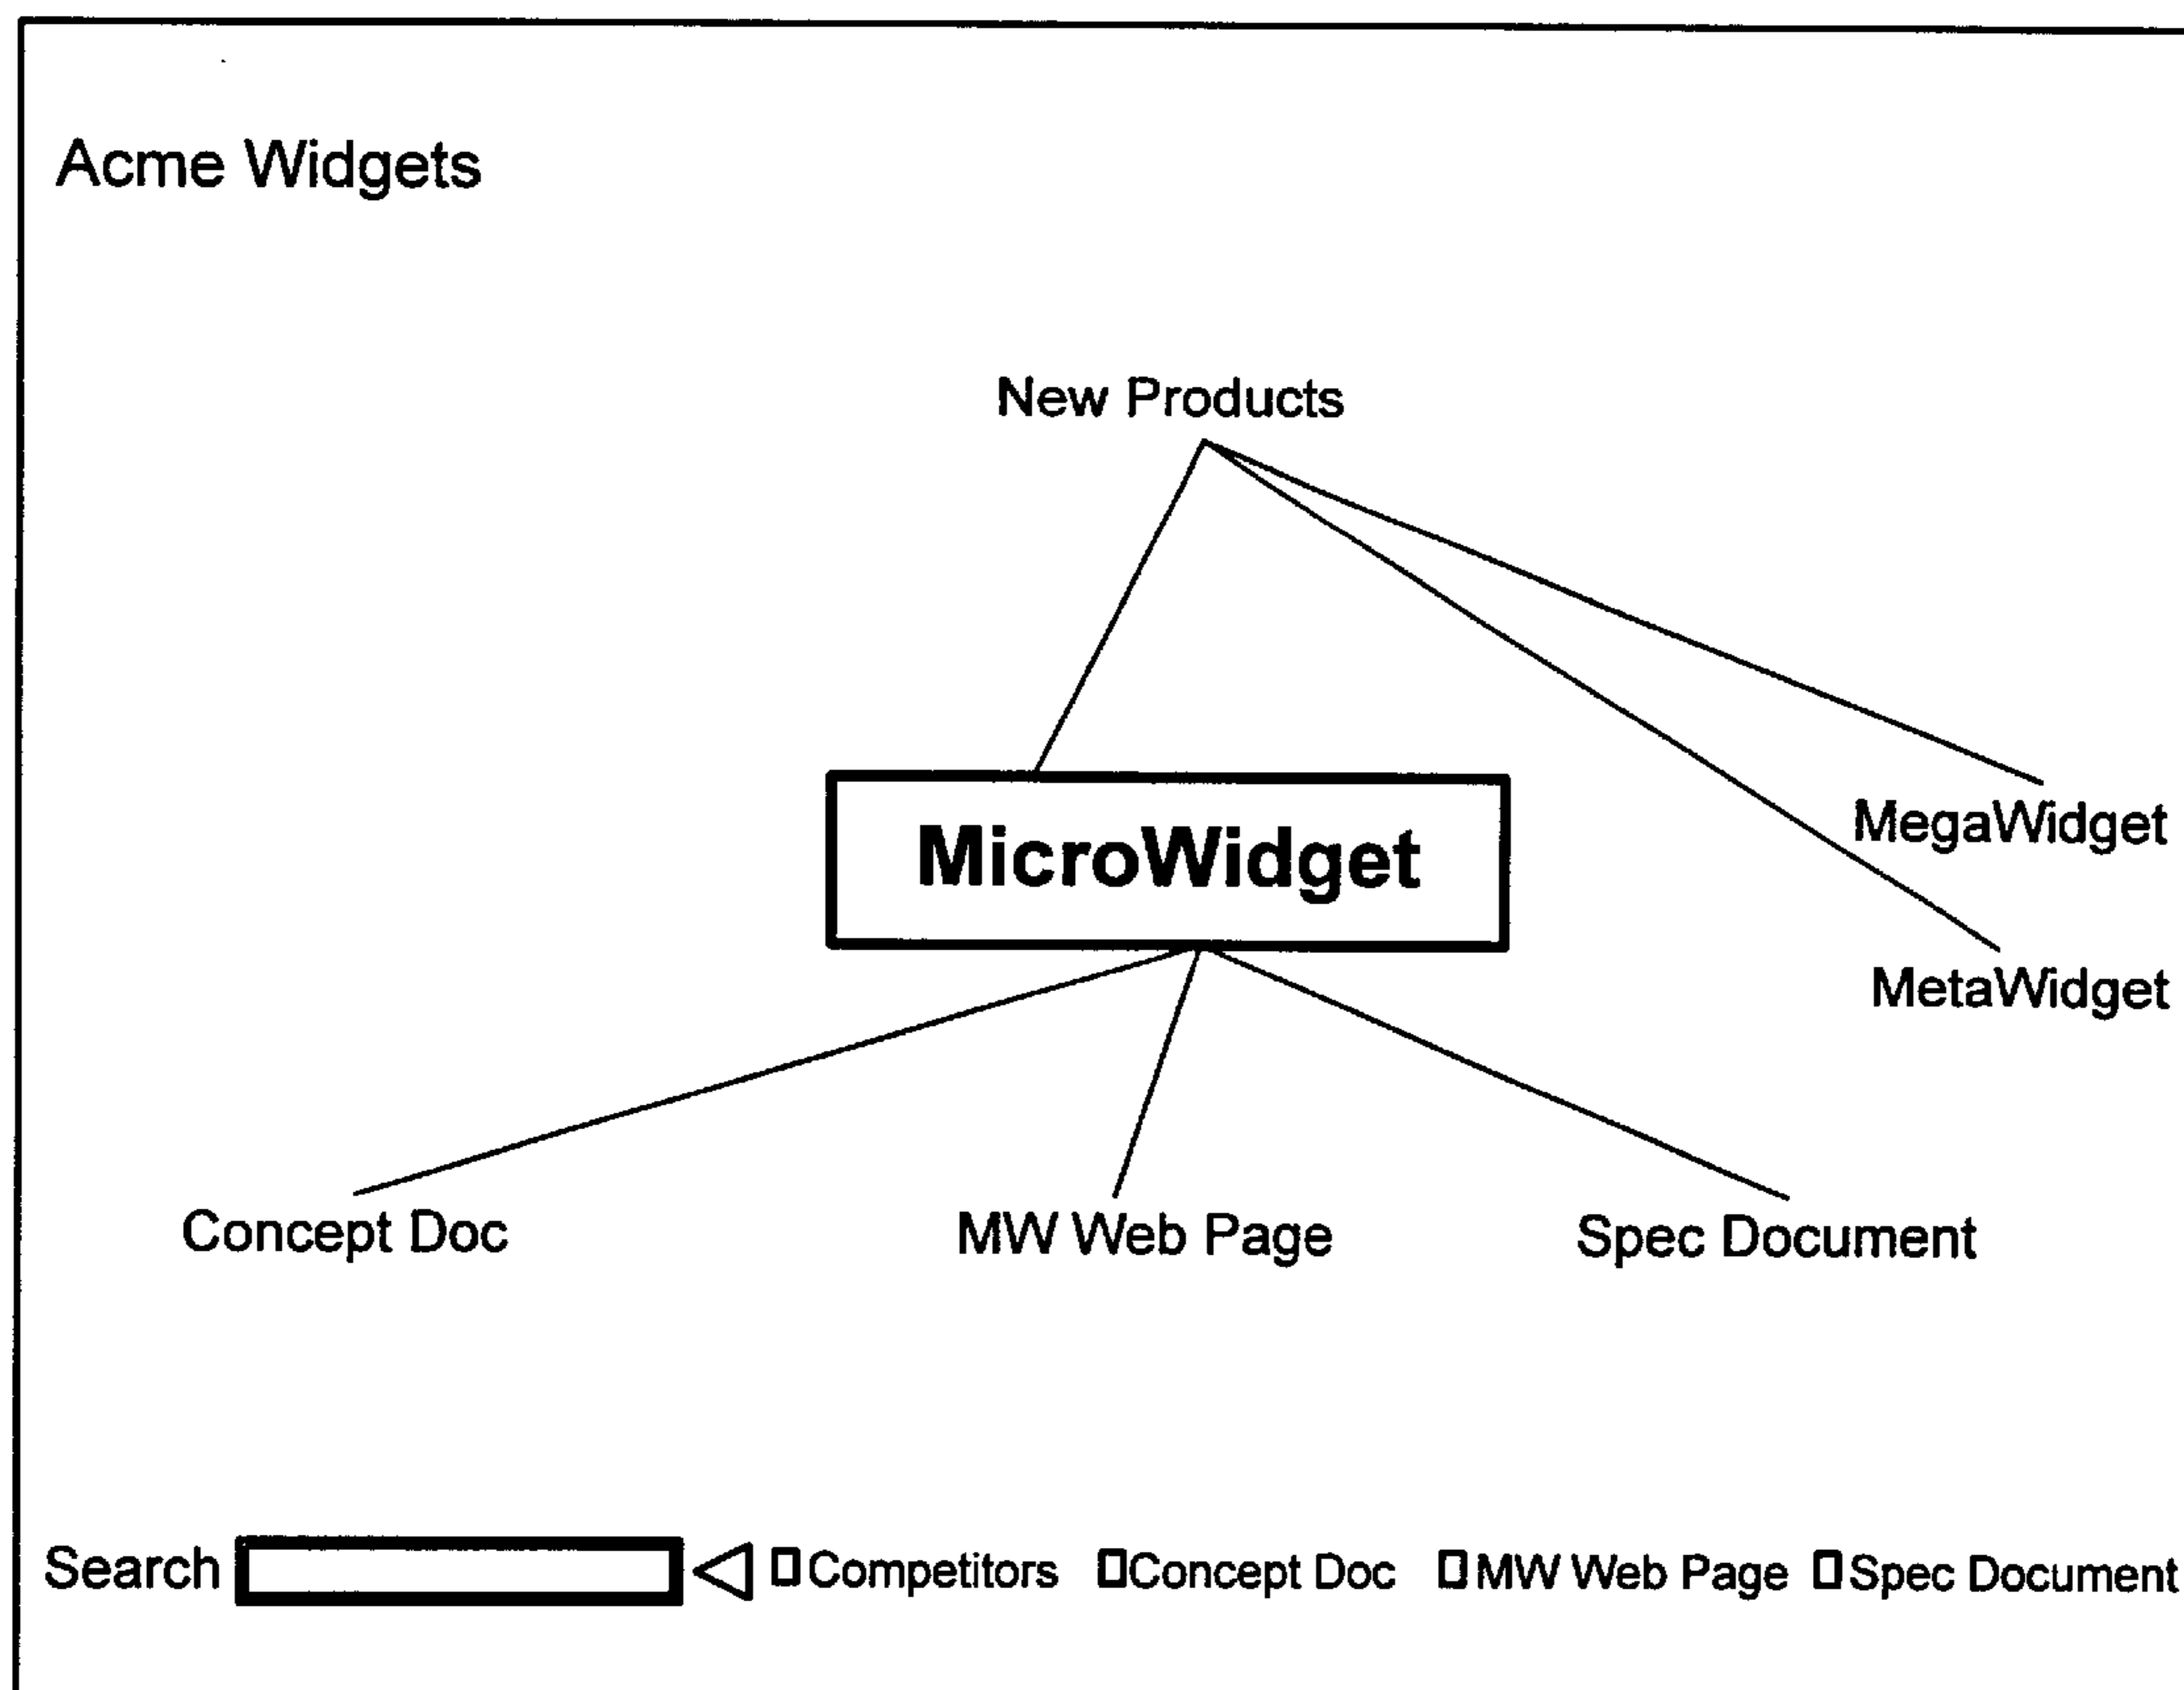 Acme Widgets
New Products
MicroWidget
MegaWidget
MetaWidget
Concept Doc MW Web Page Spec Document
Search Competitors Concept Doc MW Web Page Spec Document